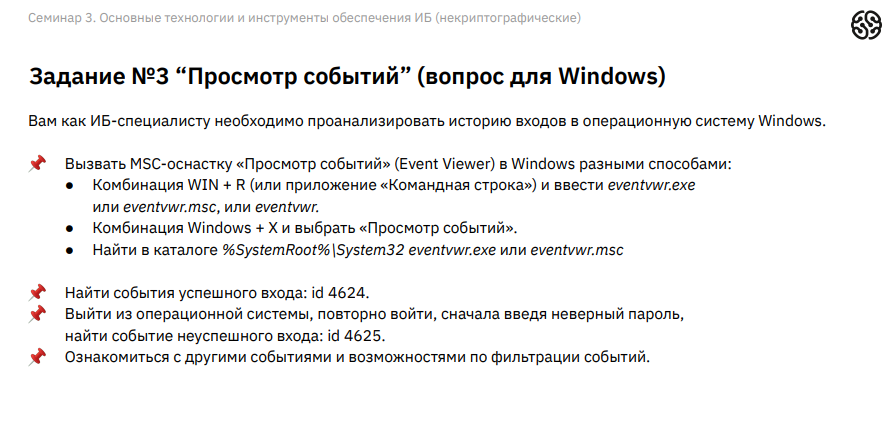 Семинар 3. Основные технологии и инструменты обеспечения ИБ (некриптографические)
Задание №3 “Просмотр событий” (вопрос для Windows)
Вам как ИБ-специалисту необходимо проанализировать историю входов в операционную систему Windows.
Вызвать MSC-оснастку «Просмотр событий» (Event Viewer) в Windows разными способами:
● Комбинация WIN + R (или приложение «Командная строка») и ввести eventvwr.exe
или eventvwr.msc, или eventvwr.
● Комбинация Windows + X и выбрать «Просмотр событий».
● Найти в каталоге %SystemRoot%\System32 eventvwr.exe или eventvwr.msc
Найти события успешного входа: id 4624.
Выйти из операционной системы, повторно войти, сначала введя неверный пароль,
найти событие неуспешного входа: id 4625.
Ознакомиться с другими событиями и возможностями по фильтрации событий.